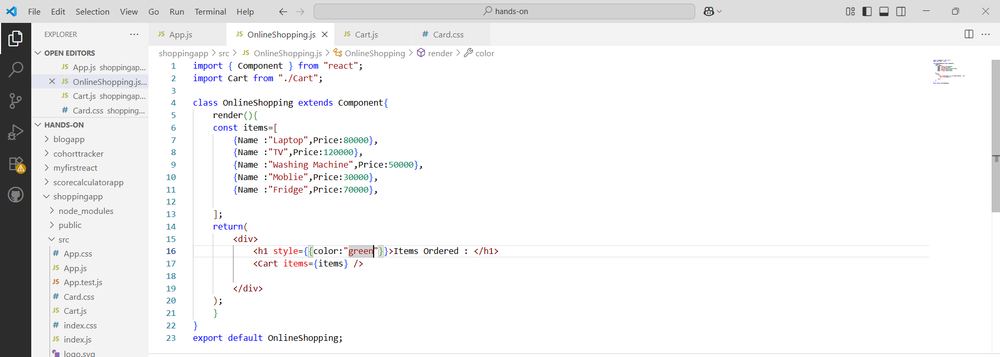 File Edit Selection View Go Run Terminal Help hands-on
EXPLORER
OPEN EDITORS
JS App.js shoppingap...
JS OnlineShopping.js...
JS Cart.js shoppingap...
# Card.css shopping...
HANDS-ON
blogapp
cohorttracker
myfirstreact
scorecalculatorapp
shoppingapp
node_modules
public
src
# App.css
JS App.js
JS App.test.js
# Card.css
JS Cart.js
# index.css
JS index.js
logo.svg
JS App.js JS OnlineShopping.js JS Cart.js # Card.css
shoppingapp > src > JS OnlineShopping.js > OnlineShopping > render > color
1 import { Component } from "react";
2 import Cart from "./Cart";
3
4 class OnlineShopping extends Component{
5 render(){
6 const items=[
7 {Name :"Laptop",Price:80000},
8 {Name :"TV",Price:120000},
9 {Name :"Washing Machine",Price:50000},
10 {Name :"Moblie",Price:30000},
11 {Name :"Fridge",Price:70000},
12
13 ];
14 return(
15 <div>
16 <h1 style={{color:"green"}}>Items Ordered : </h1>
17 <Cart items={items} />
18
19 </div>
20 );
21 }
22 }
23 export default OnlineShopping;